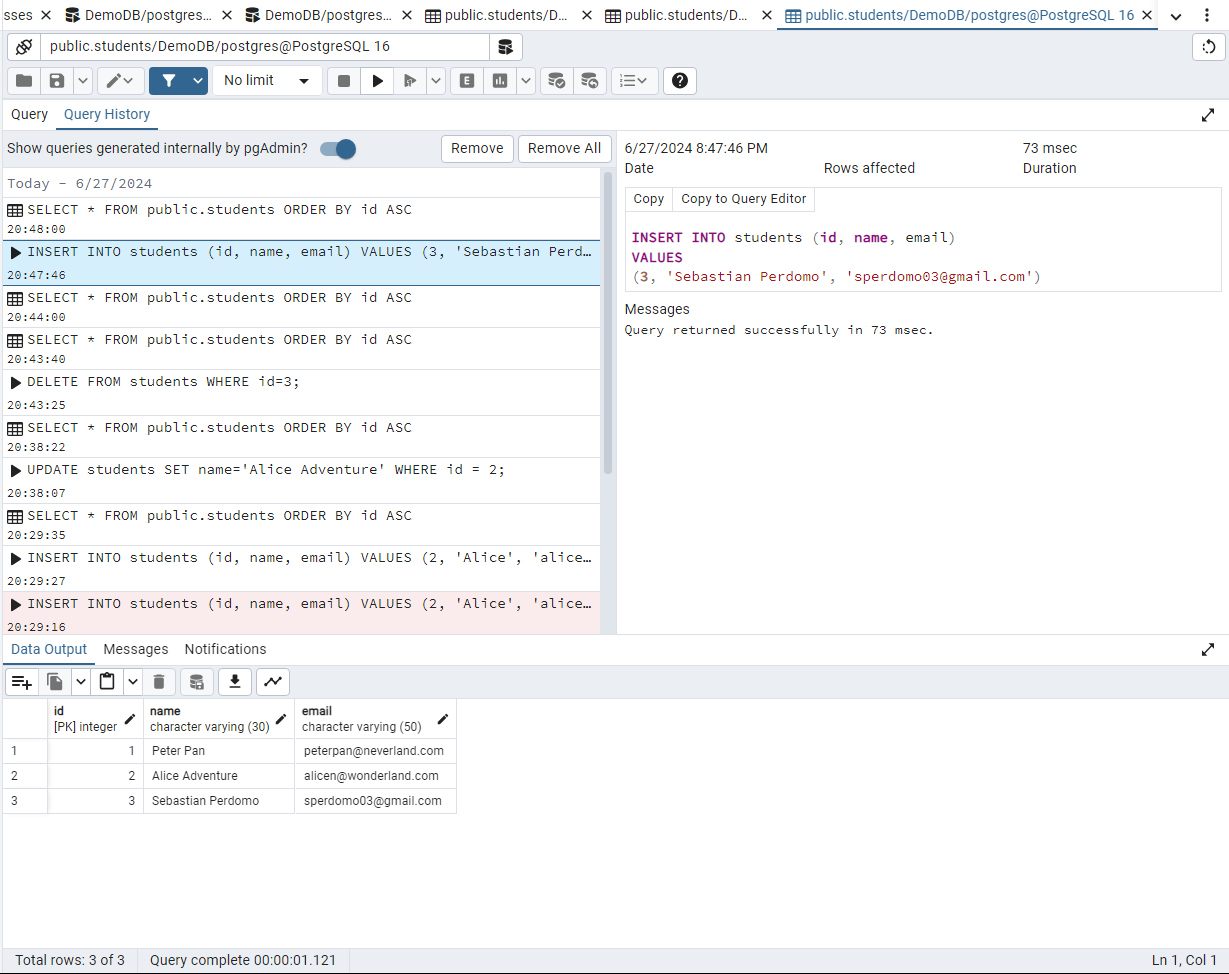 sses
DemoDB/postgres...
DemoDB/postgres...
public.students/D...
public.students/D...
public.students/DemoDB/postgres@PostgreSQL 16
public.students/DemoDB/postgres@PostgreSQL 16
No limit
E
Query
Query History
Show queries generated internally by pgAdmin?
Remove
Remove All
Today - 6/27/2024
SELECT * FROM public.students ORDER BY id ASC
20:48:00
INSERT INTO students (id, name, email) VALUES (3, 'Sebastian Perd…
20:47:46
SELECT * FROM public.students ORDER BY id ASC
20:44:00
SELECT * FROM public.students ORDER BY id ASC
20:43:40
DELETE FROM students WHERE id=3;
20:43:25
SELECT * FROM public.students ORDER BY id ASC
20:38:22
UPDATE students SET name='Alice Adventure' WHERE id = 2;
20:38:07
SELECT * FROM public.students ORDER BY id ASC
20:29:35
INSERT INTO students (id, name, email) VALUES (2, 'Alice', 'alice…
20:29:27
INSERT INTO students (id, name, email) VALUES (2, 'Alice', 'alice…
20:29:16
6/27/2024 8:47:46 PM
73 msec
Date
Rows affected
Duration
Copy
Copy to Query Editor
INSERT INTO students (id, name, email)
VALUES
(3, 'Sebastian Perdomo', 'sperdomo03@gmail.com')
Messages
Query returned successfully in 73 msec.
Data Output
Messages
Notifications
id
[PK] integer
name
character varying (30)
email
character varying (50)
1 1 Peter Pan peterpan@neverland.com
2 2 Alice Adventure alicen@wonderland.com
3 3 Sebastian Perdomo sperdomo03@gmail.com
Total rows: 3 of 3
Query complete 00:00:01.121
Ln 1, Col 1